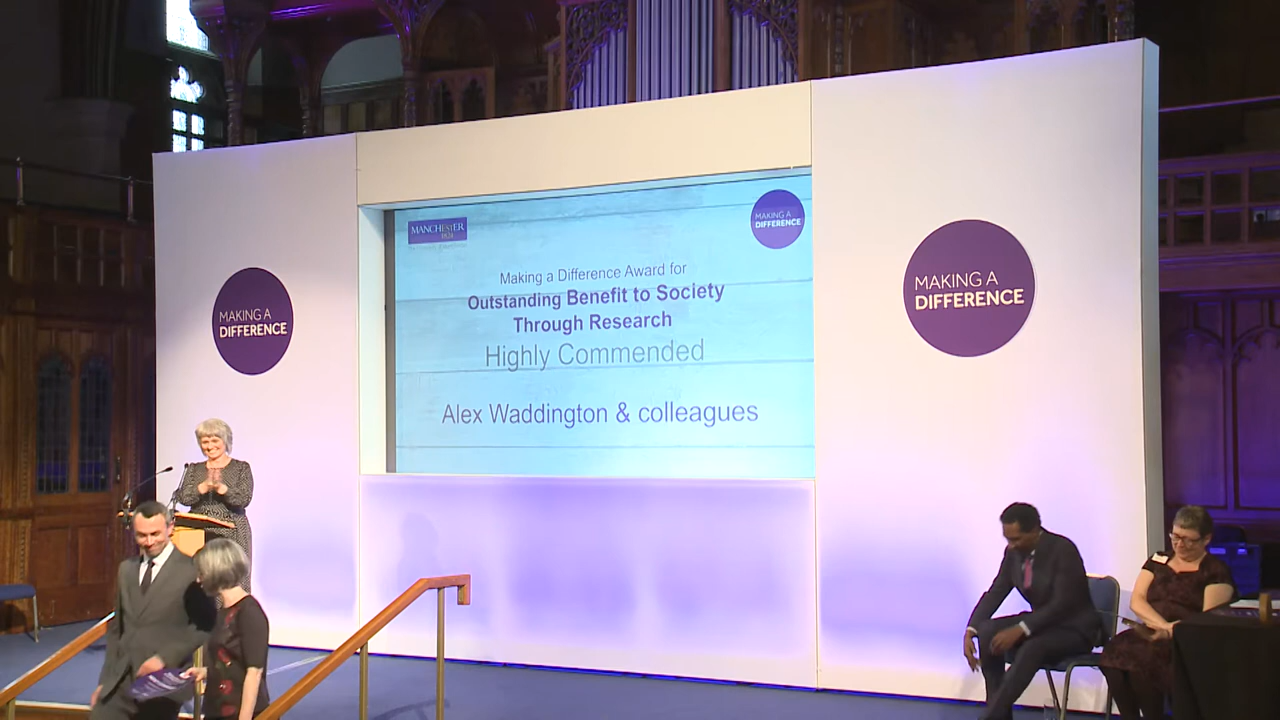 MANCHESTER
1824
MAKING A
DIFFERENCE
Making a Difference Award for
Outstanding Benefit to Society
Through Research
Highly Commended
Alex Waddington & colleagues
MAKING A
DIFFERENCE
MAKING A
DIFFERENCE